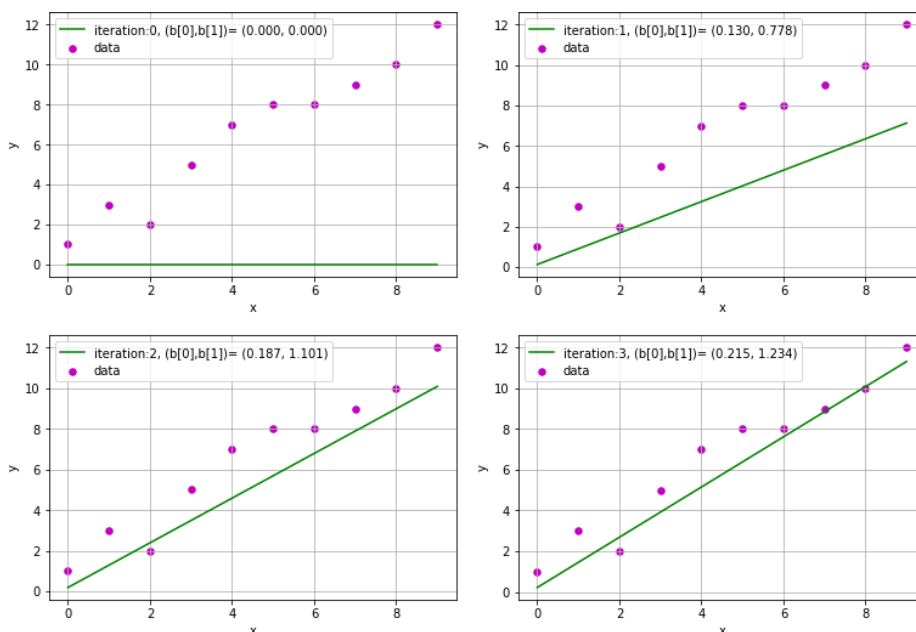 iteration:0, (b[0],b[1])= (0.000, 0.000)
data
12
10
8
6
4
2
0
y
0 2 4 6 8
x
iteration:1, (b[0],b[1])= (0.130, 0.778)
data
12
10
8
6
4
2
0
y
0 2 4 6 8
x
iteration:2, (b[0],b[1])= (0.187, 1.101)
data
12
10
8
6
4
2
0
y
0 2 4 6 8
x
iteration:3, (b[0],b[1])= (0.215, 1.234)
data
12
10
8
6
4
2
0
y
0 2 4 6 8
x